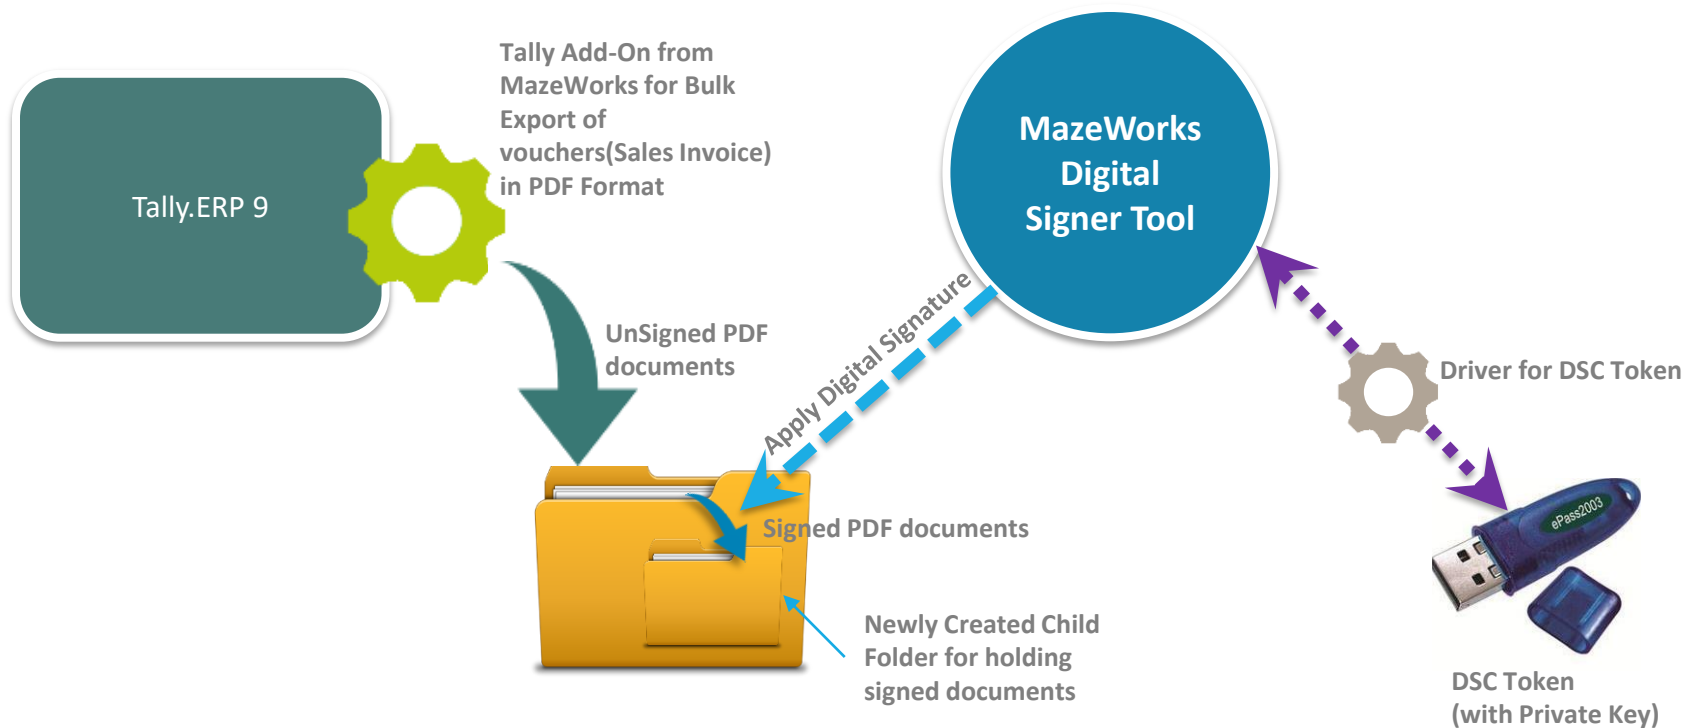 Tally Add-On from
MazeWorks for Bulk
Export of
vouchers(Sales Invoice)
in PDF Format
Tally.ERP 9
MazeWorks
Digital
Signer Tool
UnSigned PDF
documents
Apply Digital Signature
Driver for DSC Token
Signed PDF documents
ePass2003
Newly Created Child
Folder for holding
signed documents
DSC Token
(with Private Key)